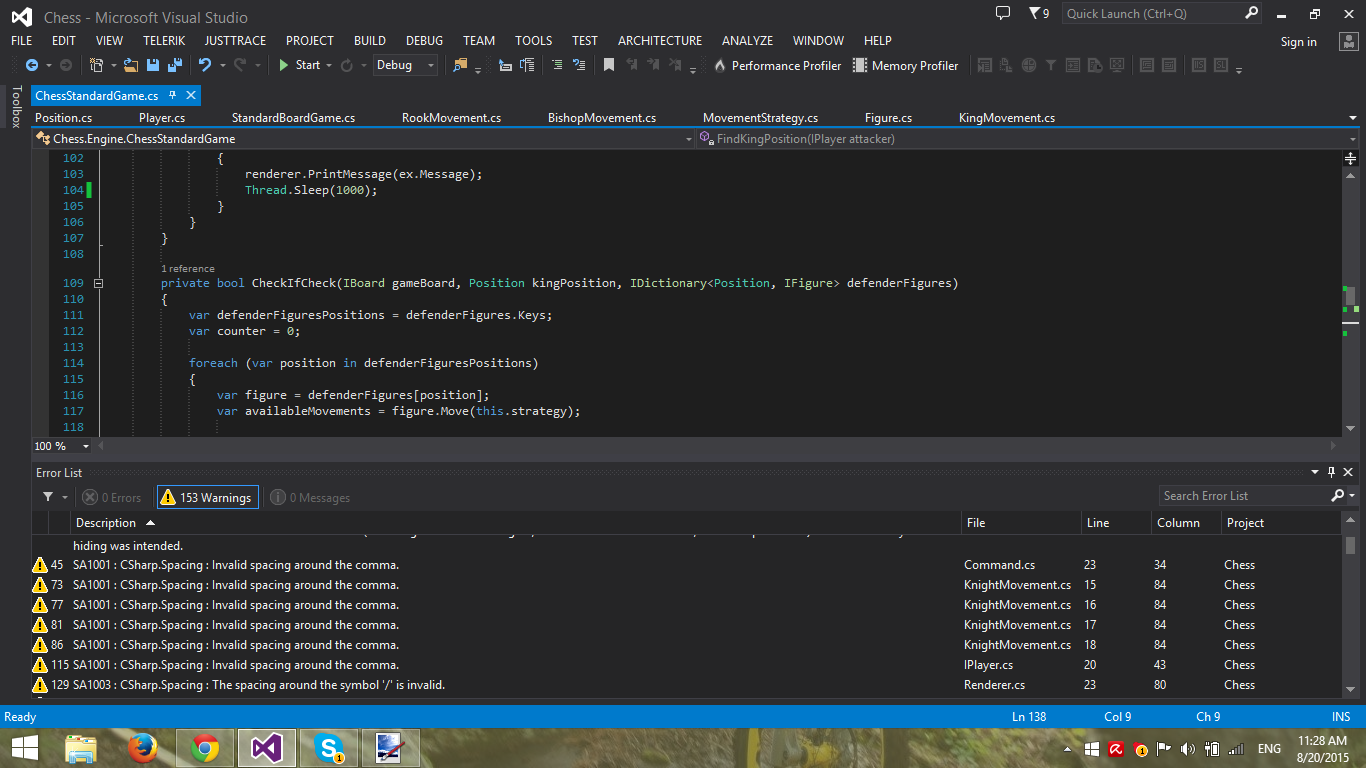 Chess - Microsoft Visual Studio
9
Quick Launch (Ctrl+Q)
FILE EDIT VIEW TELERIK JUSTTRACE PROJECT BUILD DEBUG TEAM TOOLS TEST ARCHITECTURE ANALYZE WINDOW HELP
Sign in
Start Debug Performance Profiler Memory Profiler
Toolbox
ChessStandardGame.cs
Position.cs Player.cs StandardBoardGame.cs RookMovement.cs BishopMovement.cs MovementStrategy.cs Figure.cs KingMovement.cs
Chess.Engine.ChessStandardGame FindKingPosition(IPlayer attacker)
102 {
103 renderer.PrintMessage(ex.Message);
104 Thread.Sleep(1000);
105 }
106 }
107 }
108
1 reference
109 private bool CheckIfCheck(IBoard gameBoard, Position kingPosition, IDictionary<Position, IFigure> defenderFigures)
110 {
111 var defenderFiguresPositions = defenderFigures.Keys;
112 var counter = 0;
113
114 foreach (var position in defenderFiguresPositions)
115 {
116 var figure = defenderFigures[position];
117 var availableMovements = figure.Move(this.strategy);
118
100 %
Error List
0 Errors 153 Warnings 0 Messages
Search Error List
Description File Line Column Project
hiding was intended.
45 SA1001 : CSharp.Spacing : Invalid spacing around the comma. Command.cs 23 34 Chess
73 SA1001 : CSharp.Spacing : Invalid spacing around the comma. KnightMovement.cs 15 84 Chess
77 SA1001 : CSharp.Spacing : Invalid spacing around the comma. KnightMovement.cs 16 84 Chess
81 SA1001 : CSharp.Spacing : Invalid spacing around the comma. KnightMovement.cs 17 84 Chess
86 SA1001 : CSharp.Spacing : Invalid spacing around the comma. KnightMovement.cs 18 84 Chess
115 SA1001 : CSharp.Spacing : Invalid spacing around the comma. IPlayer.cs 20 43 Chess
129 SA1003 : CSharp.Spacing : The spacing around the symbol '/' is invalid. Renderer.cs 23 80 Chess
Ready Ln 138 Col 9 Ch 9 INS
ENG
11:28 AM
8/20/2015